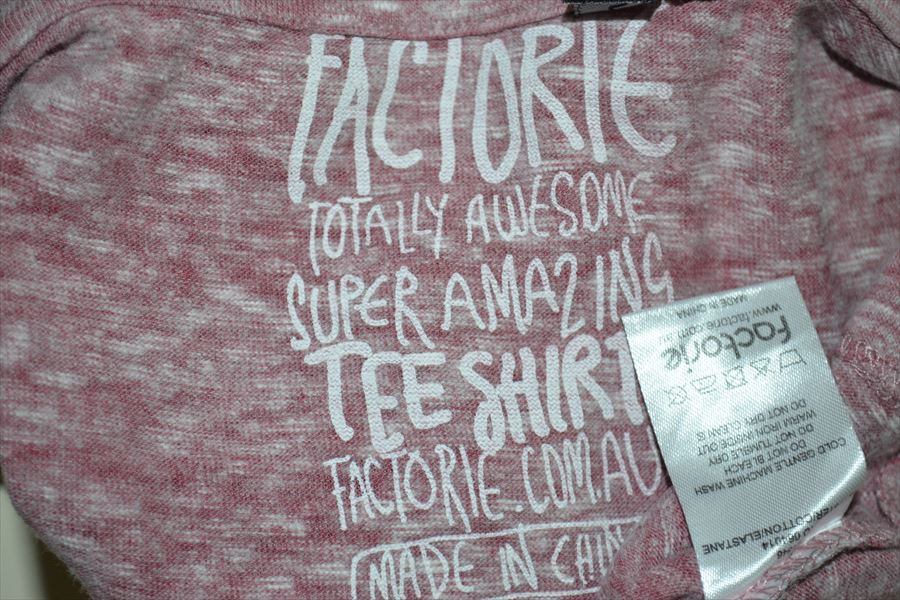 FACTORIE
TOTALLY AWESOME
SUPER AMAZING
TEE SHIRT
FACTORIE.COM.AU
MADE IN CHIN
MADE IN CHINA
www.factorie.com.au
factorie
DO NOT DRY CLEAN
WARM IRON INSIDE OUT
DO NOT TUMBLE DRY
DO NOT BLEACH
COLD GENTLE MACHINE WASH
COTTON/ELASTANE